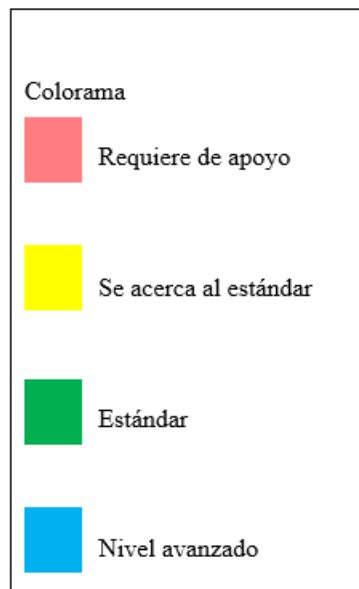 Colorama
Requiere de apoyo
Se acerca al estándar
Estándar
Nivel avanzado